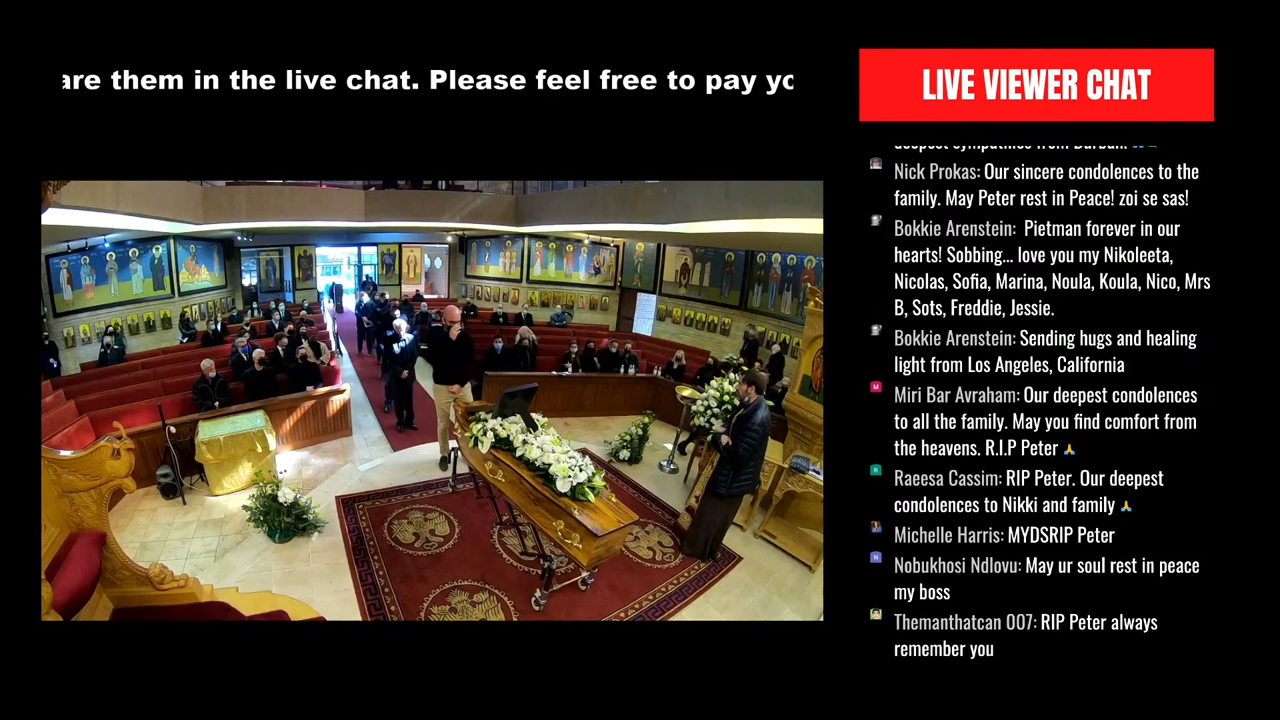 are them in the live chat. Please feel free to pay yo
LIVE VIEWER CHAT
deepest sympathies from Durban.
Nick Prokas: Our sincere condolences to the
family. May Peter rest in Peace! zoi se sas!
Bokkie Arenstein: Pietman forever in our
hearts! Sobbing... love you my Nikoleeta,
Nicolas, Sofia, Marina, Noula, Koula, Nico, Mrs
B, Sots, Freddie, Jessie.
Bokkie Arenstein: Sending hugs and healing
light from Los Angeles, California
Miri Bar Avraham: Our deepest condolences
to all the family. May you find comfort from
the heavens. R.I.P Peter 🙏
Raeesa Cassim: RIP Peter. Our deepest
condolences to Nikki and family 🙏
Michelle Harris: MYDSRIP Peter
Nobukhosi Ndlovu: May ur soul rest in peace
my boss
Themanthatcan 007: RIP Peter always
remember you